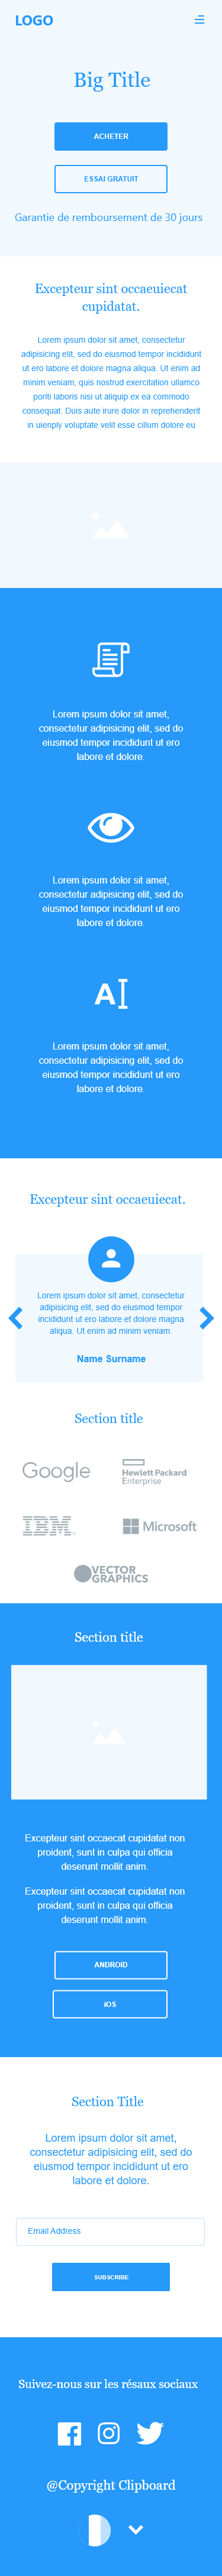 LOGO
Big Title
ACHETER
ESSAI GRATUIT
Garantie de remboursement de 30 jours
Excepteur sint occaeuiecat
cupidatat.
Lorem ipsum dolor sit amet, consectetur
adipisicing elit, sed do eiusmod tempor incididunt
ut ero labore et dolore magna aliqua. Ut enim ad
minim veniam, quis nostrud exercitation ullamco
poriti laboris nisi ut aliquip ex ea commodo
consequat. Duis aute irure dolor in reprehenderit
in uienply voluptate velit esse cillum dolore eu
Lorem ipsum dolor sit amet,
consectetur adipisicing elit, sed do
eiusmod tempor incididunt ut ero
labore et dolore.
Lorem ipsum dolor sit amet,
consectetur adipisicing elit, sed do
eiusmod tempor incididunt ut ero
labore et dolore.
A
Lorem ipsum dolor sit amet,
consectetur adipisicing elit, sed do
eiusmod tempor incididunt ut ero
labore et dolore.
Excepteur sint occaeuiecat.
Lorem ipsum dolor sit amet, consectetur
adipisicing elit, sed do eiusmod tempor
incididunt ut ero labore et dolore magna
aliqua. Ut enim ad minim veniam.
Name Surname
Section title
Google
Hewlett Packard
Enterprise
IBM
Microsoft
VECTOR
GRAPHICS
Section title
Excepteur sint occaecat cupidatat non
proident, sunt in culpa qui officia
deserunt mollit anim.
Excepteur sint occaecat cupidatat non
proident, sunt in culpa qui officia
deserunt mollit anim.
ANDROID
iOS
Section Title
Lorem ipsum dolor sit amet,
consectetur adipisicing elit, sed do
eiusmod tempor incididunt ut ero
labore et dolore.
Email Address
SUBSCRIBE
Suivez-nous sur les résaux sociaux
@Copyright Clipboard